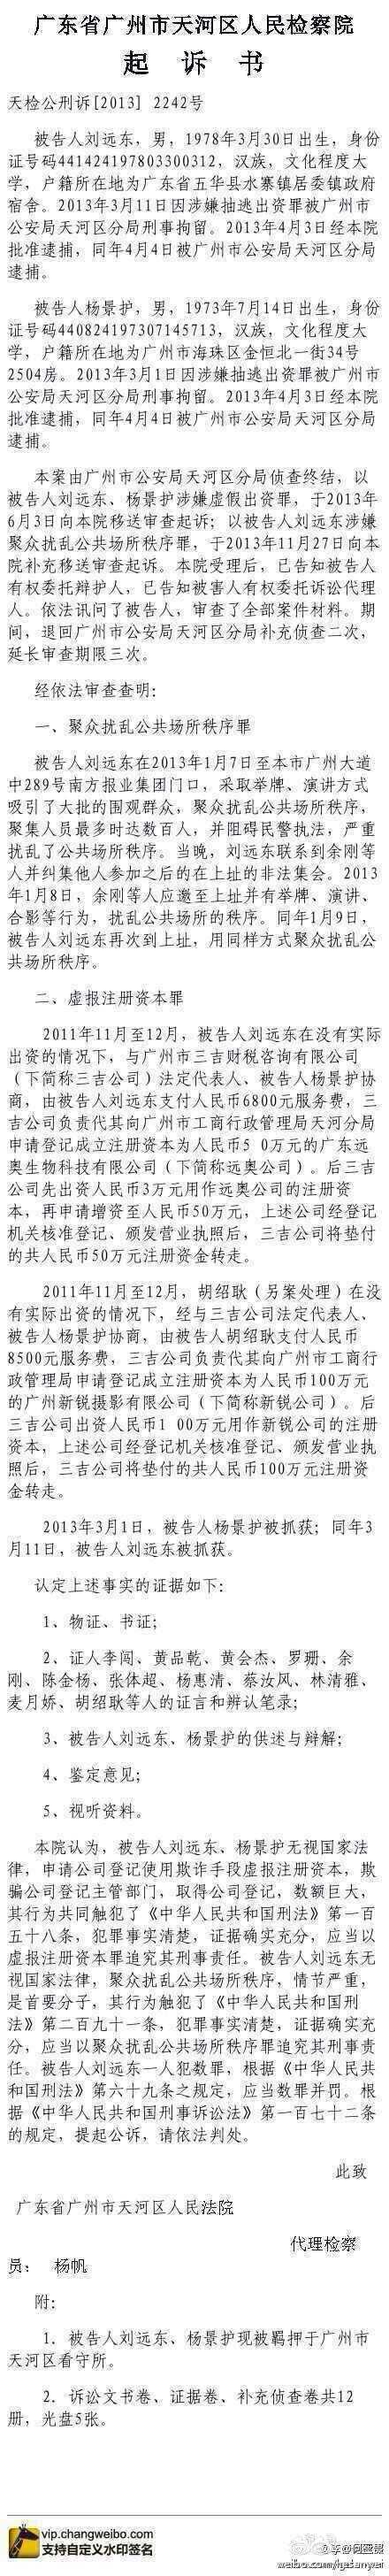 广东省广州市天河区人民检察院
起 诉 书
天检公刑诉[2013] 2242号
被告人刘远东，男，1978年3月30日出生，身份
证号码441424197803300312，汉族，文化程度大
学，户籍所在地为广东省五华县水寨镇居委镇政府
宿舍。2013年3月11日因涉嫌抽逃出资罪被广州市
公安局天河区分局刑事拘留。2013年4月3日经本院
批准逮捕，同年4月4日被广州市公安局天河区分局
逮捕。
被告人杨景护，男，1973年7月14日出生，身份
证号码440824197307145713，汉族，文化程度大
学，户籍所在地为广州市海珠区金恒北一街34号
2504房。2013年3月1日因涉嫌抽逃出资罪被广州市
公安局天河区分局刑事拘留。2013年4月3日经本院
批准逮捕，同年4月4日被广州市公安局天河区分局
逮捕。
本案由广州市公安局天河区分局侦查终结，以
被告人刘远东、杨景护涉嫌虚假出资罪，于2013年
6月3日向本院移送审查起诉；以被告人刘远东涉嫌
聚众扰乱公共场所秩序罪，于2013年11月27日向本
院补充移送审查起诉。本院受理后，已告知被告人
有权委托辩护人，已告知被害人有权委托诉讼代理
人。依法讯问了被告人，审查了全部案件材料。期
间，退回广州市公安局天河区分局补充侦查二次，
延长审查期限三次。
经依法审查查明：
一、聚众扰乱公共场所秩序罪
被告人刘远东在2013年1月7日至本市广州大道
中289号南方报业集团门口，采取举牌、演讲方式
吸引了大批的围观群众，聚众扰乱公共场所秩序，
聚集人员最多时达数百人，并阻碍民警执法，严重
扰乱了公共场所秩序。当晚，刘远东联系到余刚等
人并纠集他人参加之后的在上址的非法集会。2013
年1月8日，余刚等人应邀至上址并有举牌、演讲、
合影等行为，扰乱公共场所的秩序。同年1月9日，
被告人刘远东再次到上址，用同样方式聚众扰乱公
共场所秩序。
二、虚报注册资本罪
2011年11月至12月，被告人刘远东在没有实际
出资的情况下，与广州市三吉财税咨询有限公司
（下简称三吉公司）法定代表人、被告人杨景护协
商，由被告人刘远东支付人民币6800元服务费，三
吉公司负责代其向广州市工商行政管理局天河分局
申请登记成立注册资本为人民币5 0万元的广东远
奥生物科技有限公司（下简称远奥公司）。后三吉
公司先出资人民币3万元用作远奥公司的注册资
本，再申请增资至人民币50万元，上述公司经登记
机关核准登记、颁发营业执照后，三吉公司将垫付
的共人民币50万元注册资金转走。
2011年11月至12月，胡绍耿（另案处理）在没
有实际出资的情况下，经与三吉公司法定代表人、
被告人杨景护协商，由被告人胡绍耿支付人民币
8500元服务费，三吉公司负责代其向广州市工商行
政管理局申请登记成立注册资本为人民币100万元
的广州新锐摄影有限公司（下简称新锐公司）。后
三吉公司出资人民币1 00万元用作新锐公司的注册
资本，上述公司经登记机关核准登记、颁发营业执
照后，三吉公司将垫付的共人民币100万元注册资
金转走。
2013年3月1日，被告人杨景护被抓获；同年3
月11日，被告人刘远东被抓获。
认定上述事实的证据如下：
1、物证、书证；
2、证人李闯、黄品乾、黄会杰、罗珊、余
刚、陈金杨、张体超、杨惠清、蔡汝风、林清雅、
麦月娇、胡绍耿等人的证言和辨认笔录；
3、被告人刘远东、杨景护的供述与辩解；
4、鉴定意见；
5、视听资料。
本院认为，被告人刘远东、杨景护无视国家法
律，申请公司登记使用欺诈手段虚报注册资本，欺
骗公司登记主管部门，取得公司登记，数额巨大，
其行为共同触犯了《中华人民共和国刑法》第一百
五十八条，犯罪事实清楚，证据确实充分，应当以
虚报注册资本罪追究其刑事责任。被告人刘远东无
视国家法律，聚众扰乱公共场所秩序，情节严重，
是首要分子，其行为触犯了《中华人民共和国刑
法》第二百九十一条，犯罪事实清楚，证据确实充
分，应当以聚众扰乱公共场所秩序罪追究其刑事责
任。被告人刘远东一人犯数罪，根据《中华人民共
和国刑法》第六十九条之规定，应当数罪并罚。根
据《中华人民共和国刑事诉讼法》第一百七十二条
的规定，提起公诉，请依法判处。
此致
广东省广州市天河区人民法院
代理检察
员： 杨帆
附：
1．被告人刘远东、杨景护现被羁押于广州市
天河区看守所。
2．诉讼文书卷、证据卷、补充侦查卷共12
册，光盘5张。
vip.changweibo.com
支持自定义水印签名